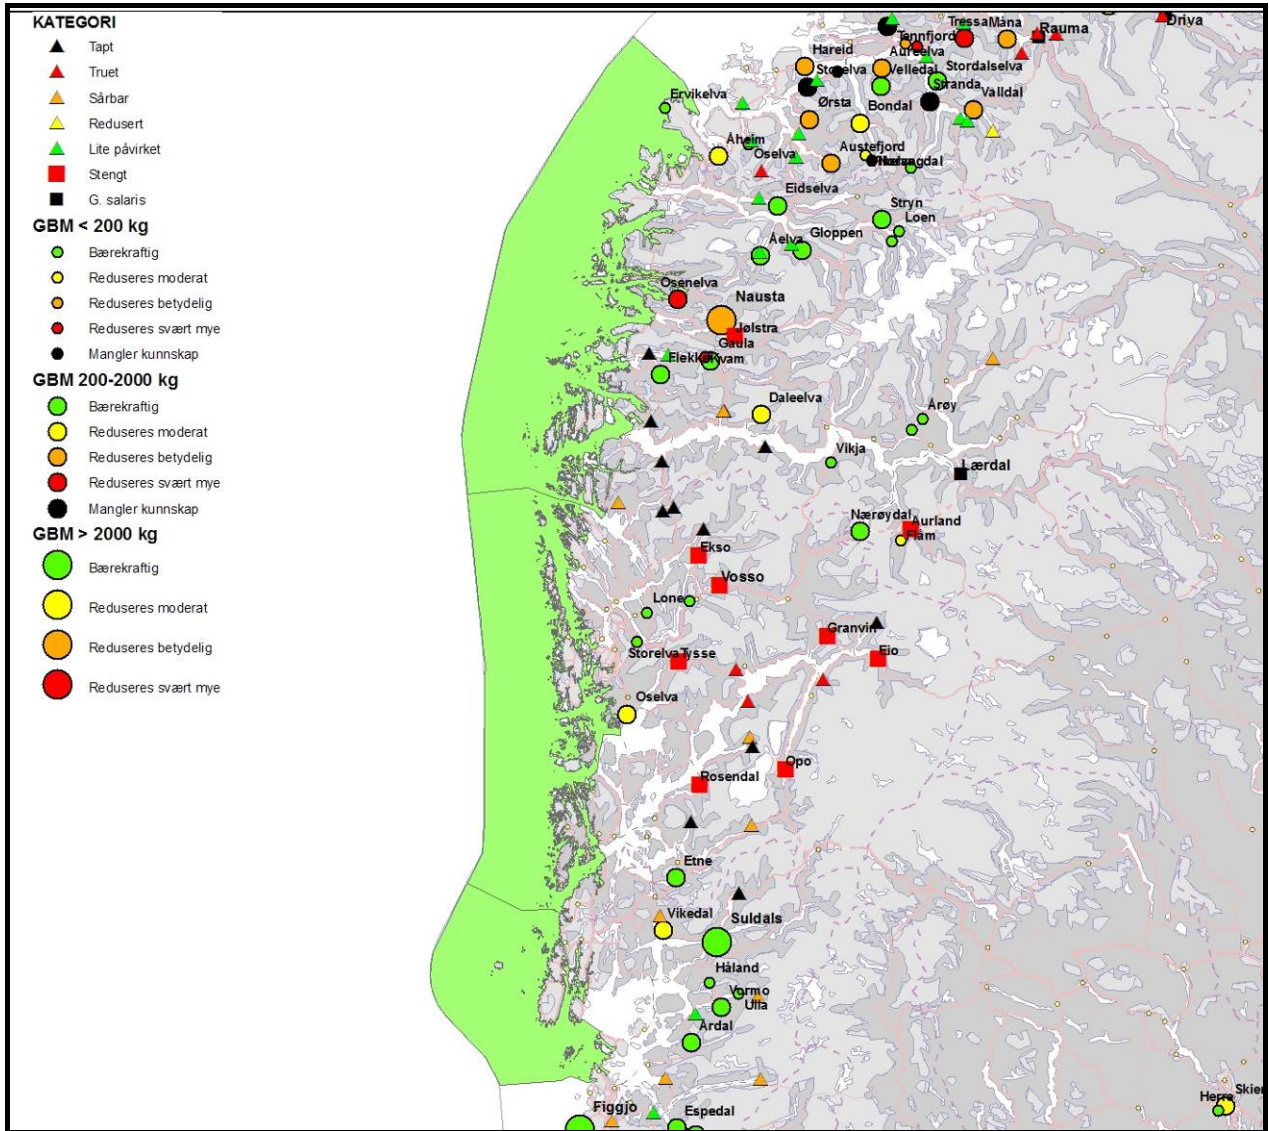 KATEGORI
Tapt
Truet
Sårbar
Redusert
Lite påvirket
Stengt
G. salaris
GBM < 200 kg
Bærekraftig
Reduseres moderat
Reduseres betydelig
Reduseres svært mye
Mangler kunnskap
GBM 200-2000 kg
Bærekraftig
Reduseres moderat
Reduseres betydelig
Reduseres svært mye
Mangler kunnskap
GBM > 2000 kg
Bærekraftig
Reduseres moderat
Reduseres betydelig
Reduseres svært mye
Tressa
Måna
Driva
Rauma
Tennfjord
Hareid
Aureelva
Velledal
Stordalselva
Storelva
Stranda
Ervikelva
Ørsta
Bondal
Valldal
Åheim
Oselva
Austefjord
Eidselva
Stryn
Loen
Åelva
Gloppen
Osenelva
Nausta
Jølstra
Gaula
Flekke
Kvam
Daleelva
Årøy
Vikja
Lærdal
Nærøydal
Aurland
Flåm
Ekso
Vosso
Lone
Granvin
Storelva
Tysse
Eio
Oselva
Opo
Rosendal
Etne
Vikedal
Suldals
Håland
Vormo
Ulla
Årdal
Figgjo
Espedal
Herre
Skien